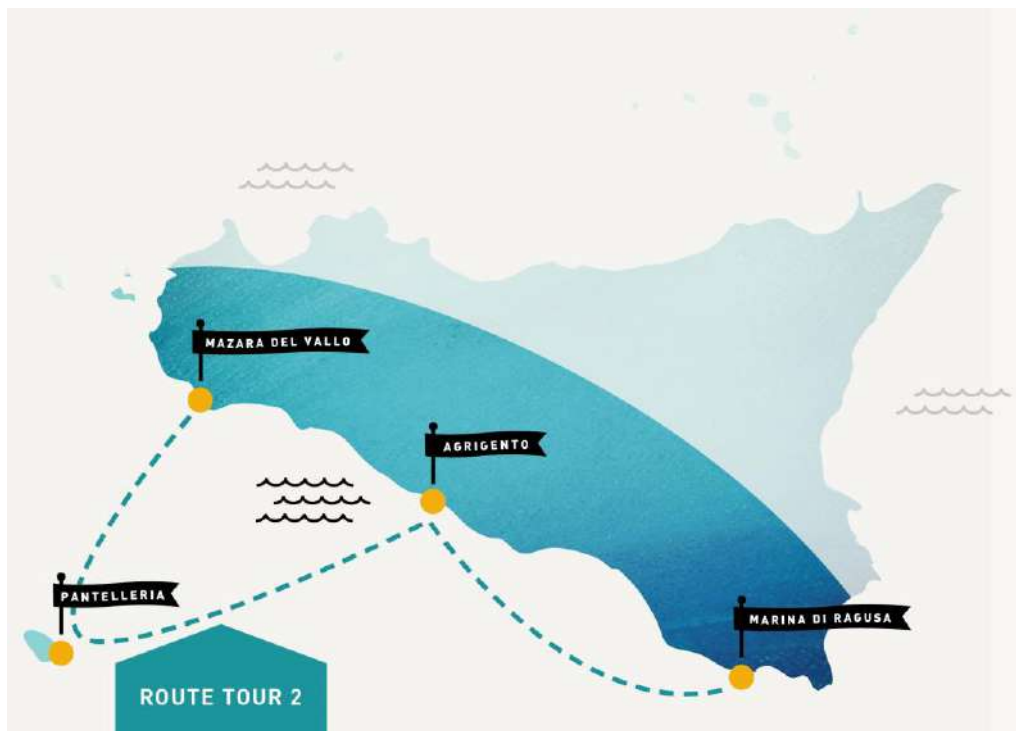 MAZARA DEL VALLO
AGRIGENTO
PANTELLERIA
MARINA DI RAGUSA
ROUTE TOUR 2